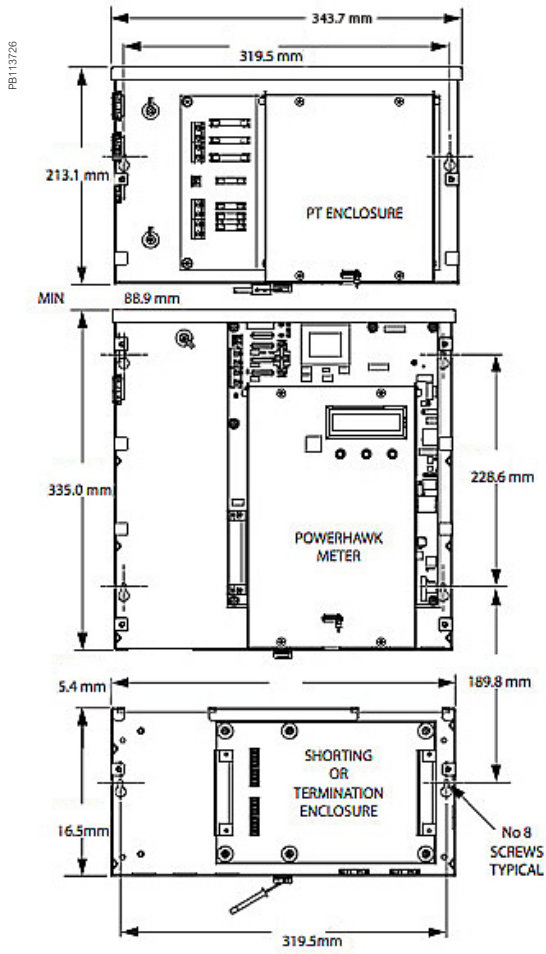 343.7 mm
PB113726
319.5 mm
213.1 mm
PT ENCLOSURE
MIN
88.9 mm
335.0 mm
228.6 mm
POWERHAWK
METER
5.4 mm
189.8 mm
SHORTING
OR
TERMINATION
ENCLOSURE
16.5mm
No 8
SCREWS
TYPICAL
319.5mm